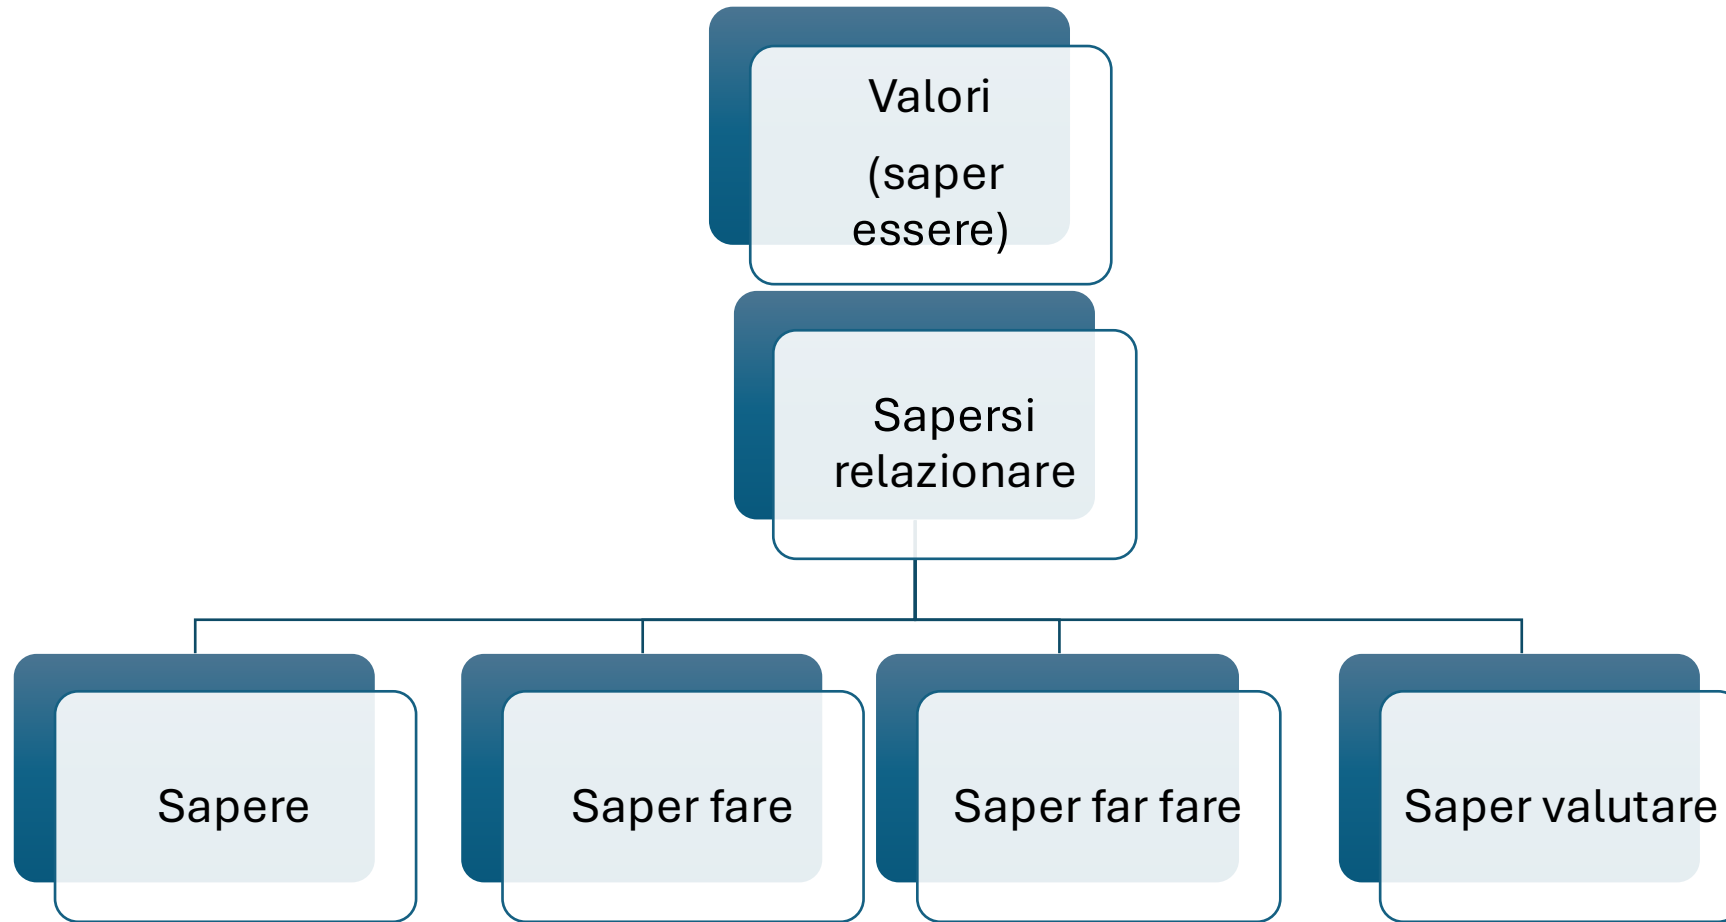 Valori
(saper
essere)
Sapersi
relazionare
Sapere
Saper fare
Saper far fare
Saper valutare